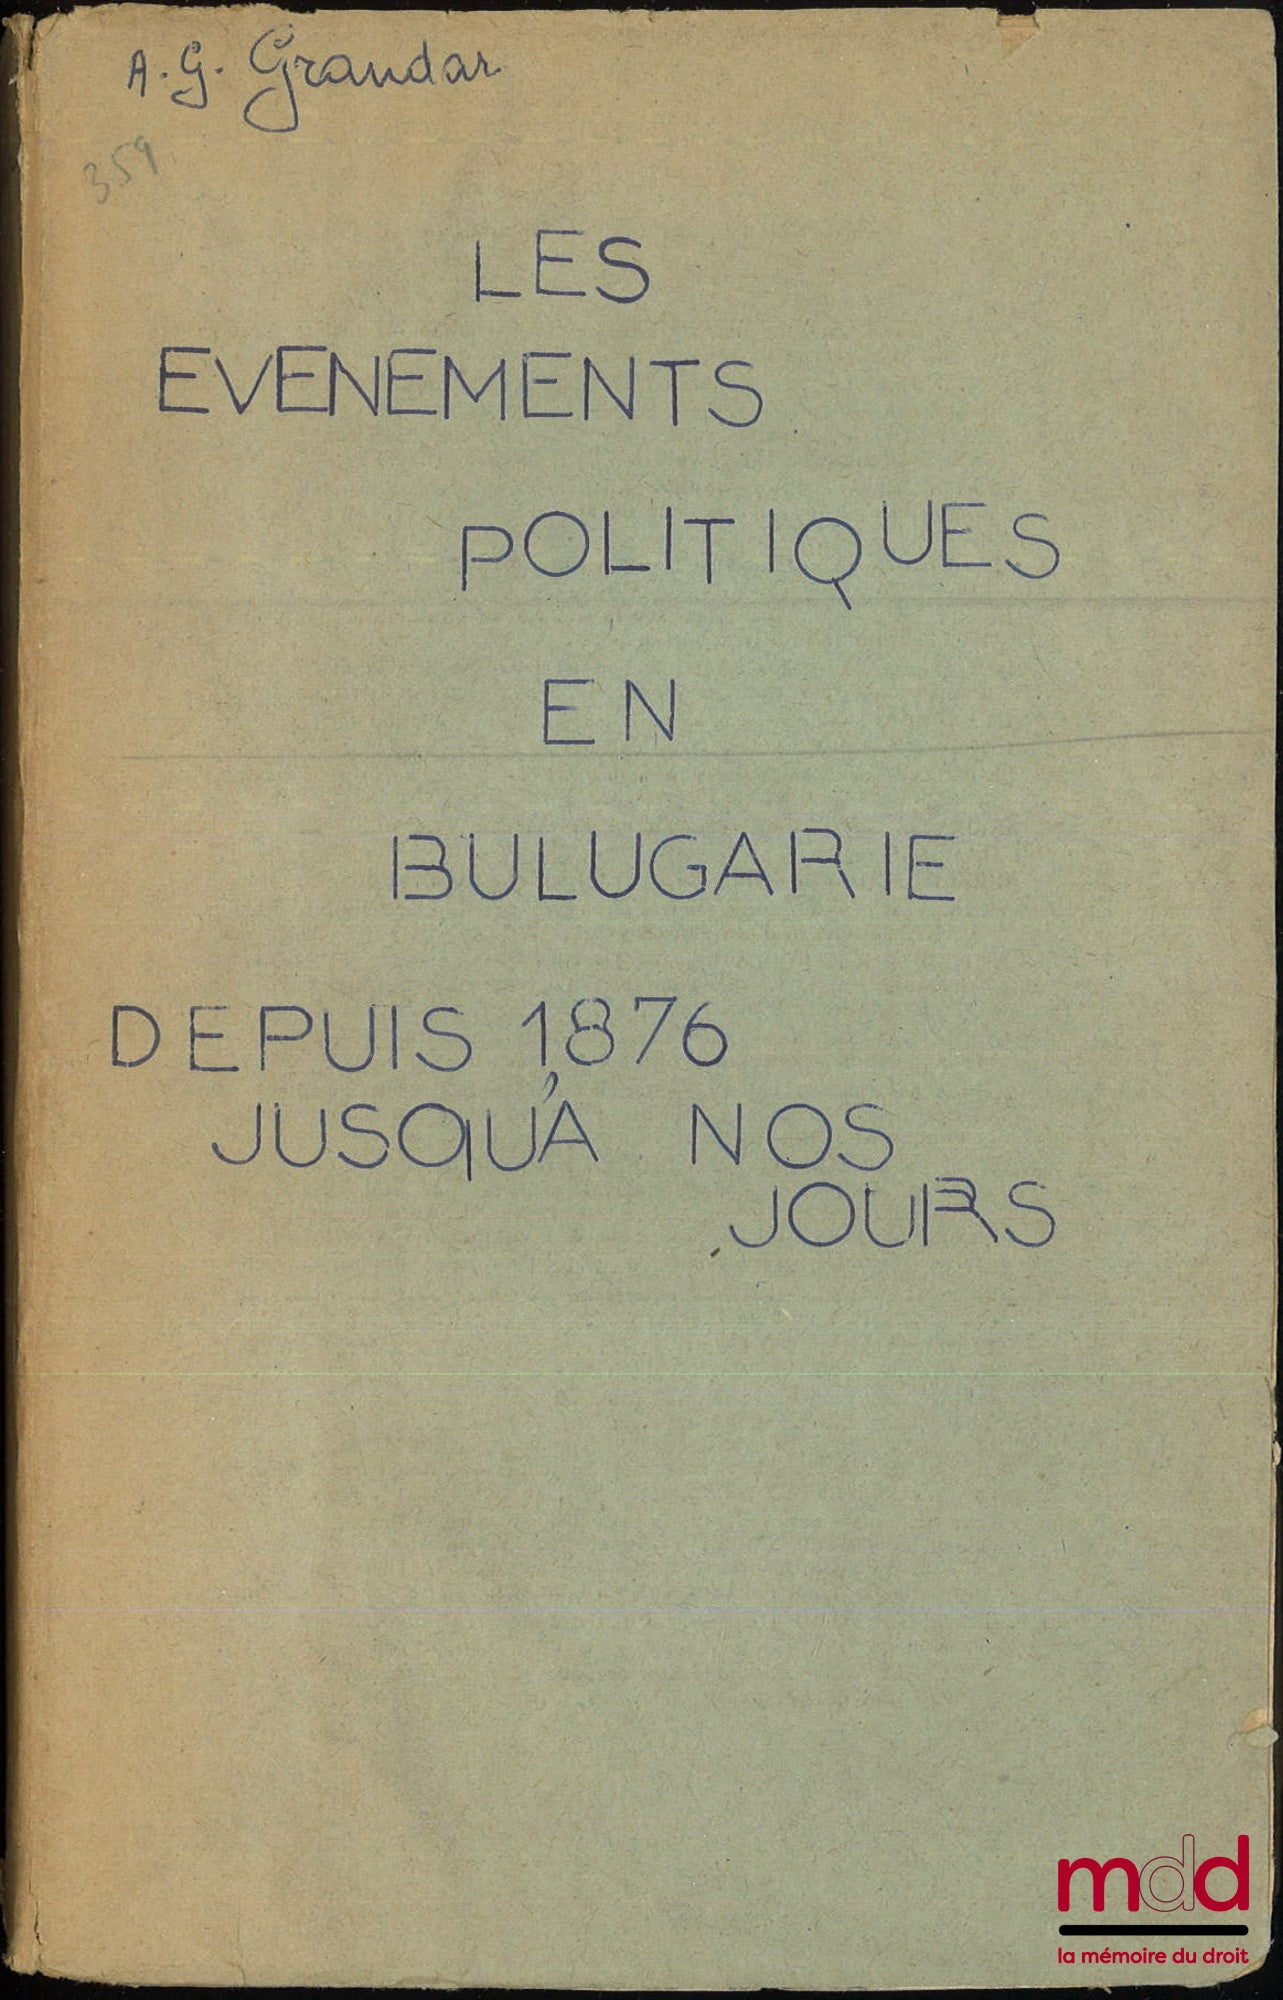 A. G. Grandar
359
LES
EVENEMENTS
POLITIQUES
EN
BULUGARIE
DEPUIS 1876
JUSQU'A NOS
JOURS
mdd
la mémoire du droit